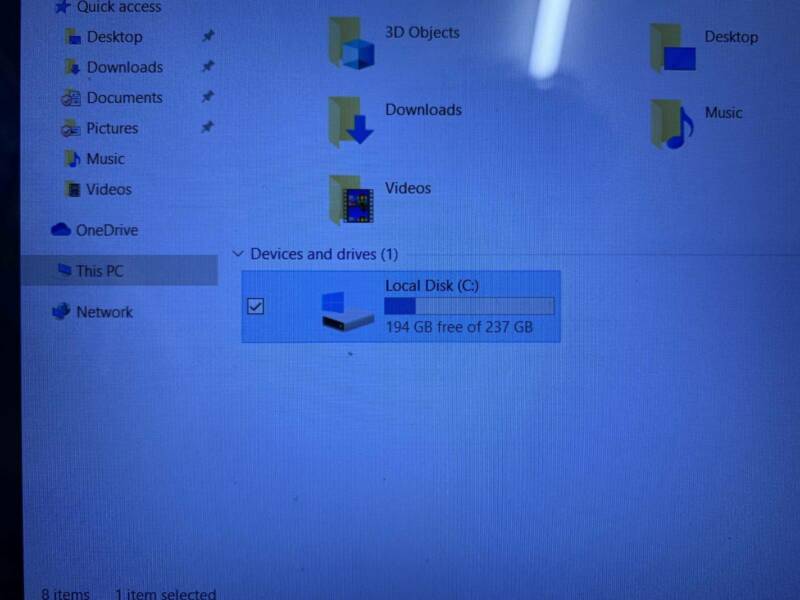 Quick access
Desktop
Downloads
Documents
Pictures
Music
Videos
OneDrive
This PC
Network
3D Objects
Desktop
Downloads
Music
Videos
Devices and drives (1)
Local Disk (C:)
194 GB free of 237 GB
8 items 1 item selected